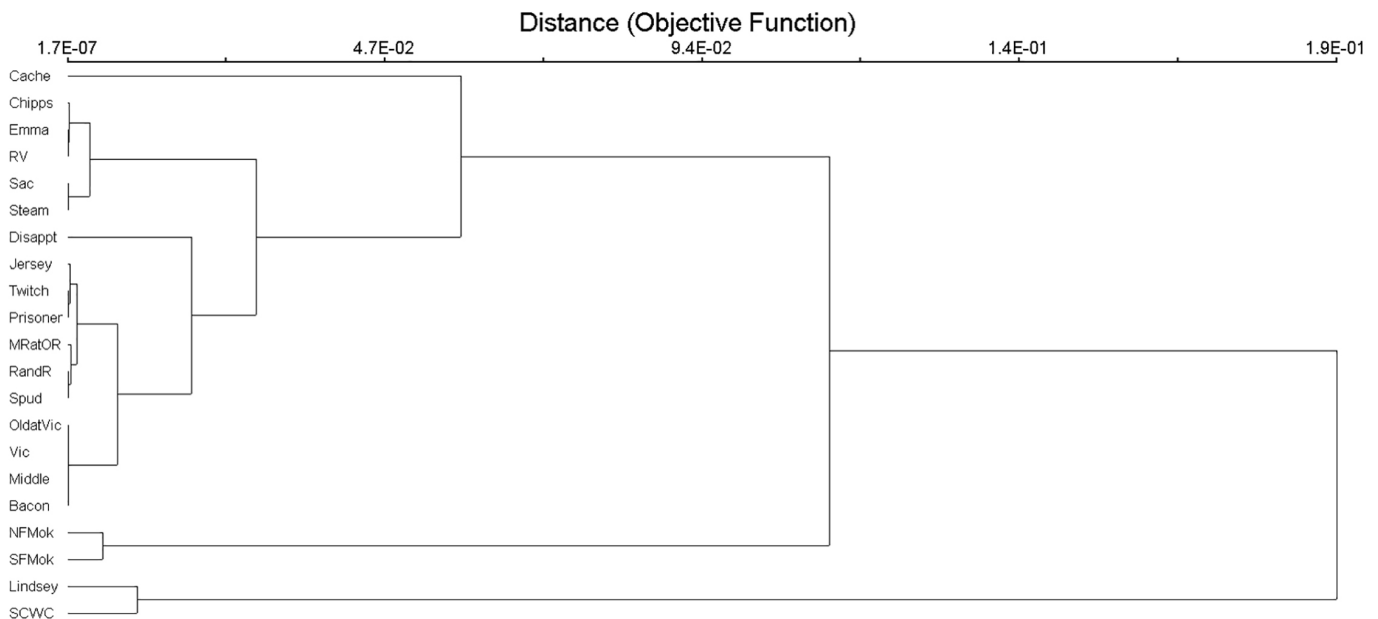 Distance (Objective Function)
1.7E-07 4.7E-02 9.4E-02 1.4E-01 1.9E-01
Cache
Chipps
Emma
RV
Sac
Steam
Disappt
Jersey
Twitch
Prisoner
MRatOR
RandR
Spud
OldatVic
Vic
Middle
Bacon
NFMok
SFMok
Lindsey
SCWC